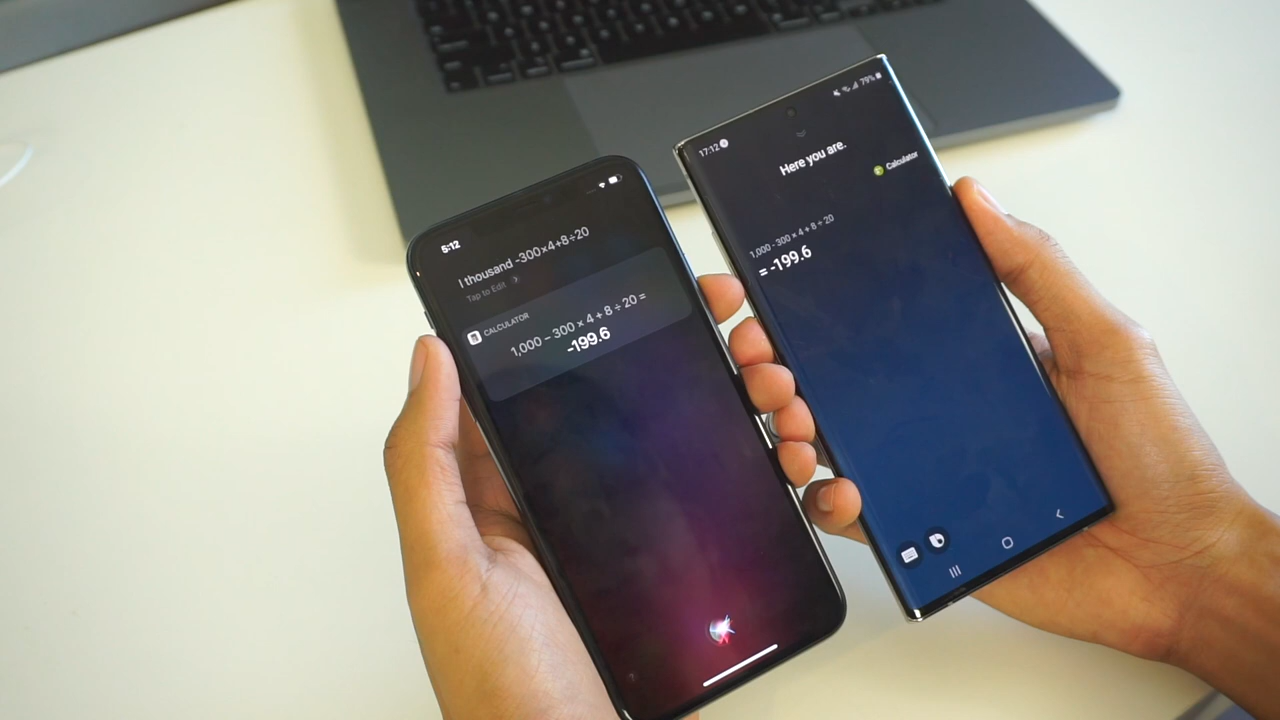 5:12
I thousand -300×4+8÷20
Tap to Edit >
CALCULATOR
1,000 – 300 × 4 + 8 ÷ 20 =
-199.6
17:12
79%
Here you are.
Calculator
1,000 - 300 × 4 + 8 ÷ 20
= -199.6